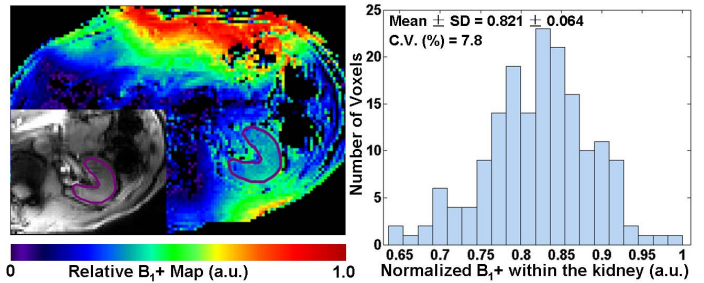 Mean ± SD = 0.821 ± 0.064
C.V. (%) = 7.8
Number of Voxels
25
20
15
10
5
0
0.65 0.7 0.75 0.8 0.85 0.9 0.95 1
Normalized B₁+ within the kidney (a.u.)
0 Relative B₁+ Map (a.u.) 1.0